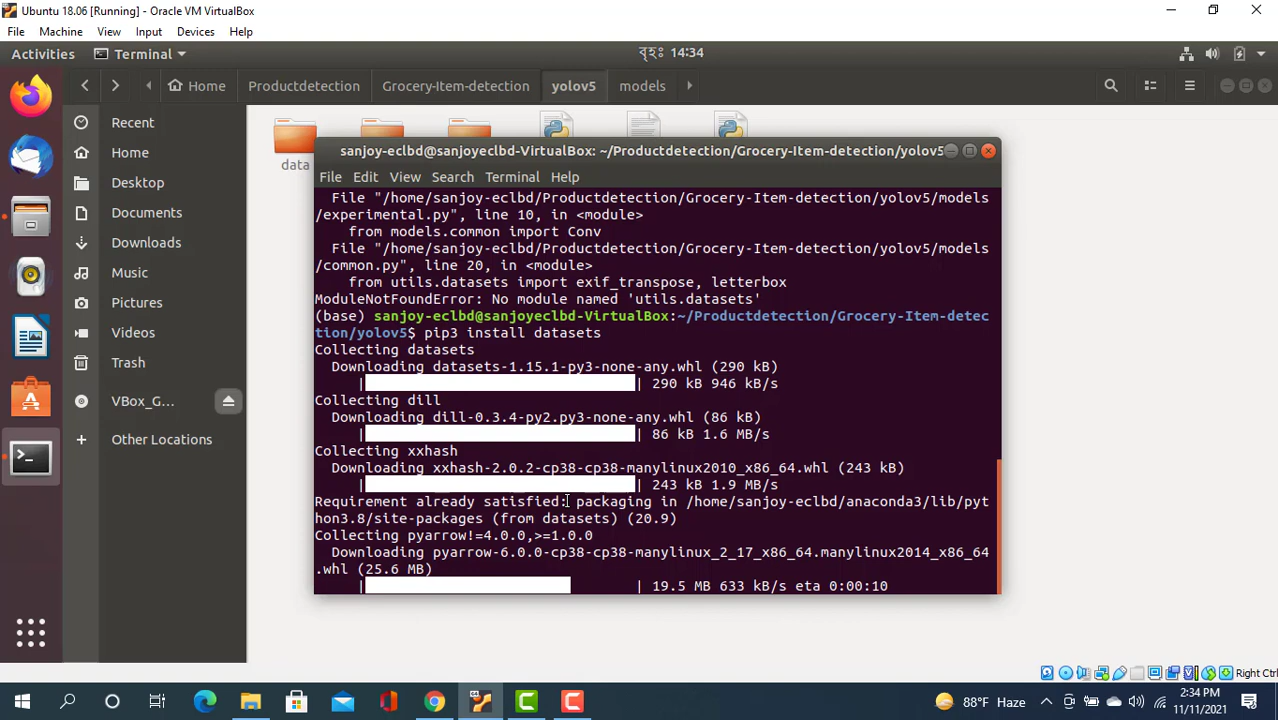 Ubuntu 18.06 [Running] - Oracle VM VirtualBox
File Machine View Input Devices Help
Activities Terminal বৃহঃ 14:34
Home Productdetection Grocery-Item-detection yolov5 models
Recent
Home
Desktop
Documents
Downloads
Music
Pictures
Videos
Trash
VBox_G...
Other Locations
data
sanjoy-eclbd@sanjoyeclbd-VirtualBox: ~/Productdetection/Grocery-Item-detection/yolov5
File Edit View Search Terminal Help
File "/home/sanjoy-eclbd/Productdetection/Grocery-Item-detection/yolov5/models
/experimental.py", line 10, in <module>
from models.common import Conv
File "/home/sanjoy-eclbd/Productdetection/Grocery-Item-detection/yolov5/models
/common.py", line 20, in <module>
from utils.datasets import exif_transpose, letterbox
ModuleNotFoundError: No module named 'utils.datasets'
(base) sanjoy-eclbd@sanjoyeclbd-VirtualBox:~/Productdetection/Grocery-Item-detec
tion/yolov5$ pip3 install datasets
Collecting datasets
Downloading datasets-1.15.1-py3-none-any.whl (290 kB)
| | 290 kB 946 kB/s
Collecting dill
Downloading dill-0.3.4-py2.py3-none-any.whl (86 kB)
| | 86 kB 1.6 MB/s
Collecting xxhash
Downloading xxhash-2.0.2-cp38-cp38-manylinux2010_x86_64.whl (243 kB)
| | 243 kB 1.9 MB/s
Requirement already satisfied: packaging in /home/sanjoy-eclbd/anaconda3/lib/pyt
hon3.8/site-packages (from datasets) (20.9)
Collecting pyarrow!=4.0.0,>=1.0.0
Downloading pyarrow-6.0.0-cp38-cp38-manylinux_2_17_x86_64.manylinux2014_x86_64
.whl (25.6 MB)
| | 19.5 MB 633 kB/s eta 0:00:10
Right Ctrl
88°F Haze
2:34 PM
11/11/2021